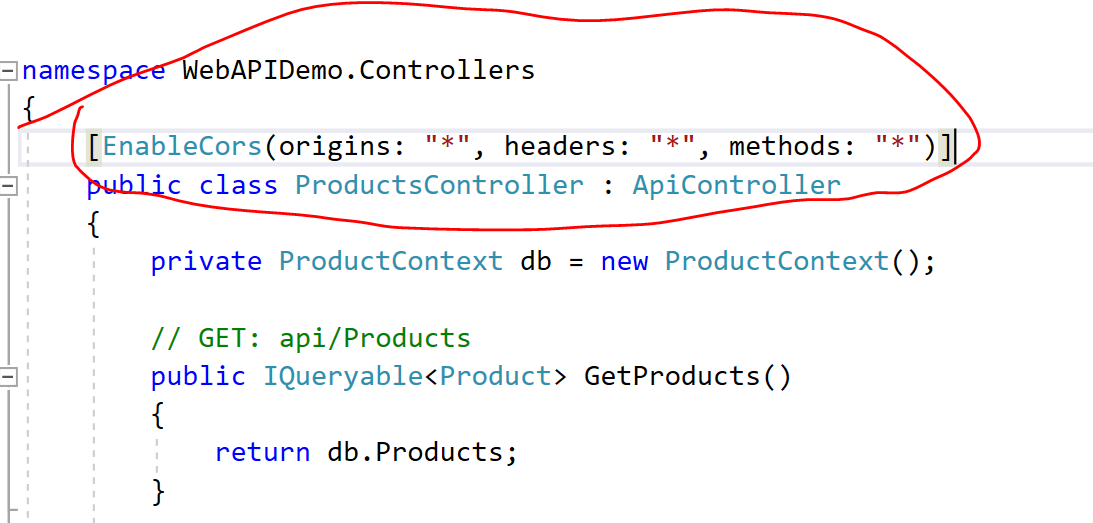 namespace WebAPIDemo.Controllers
{
[EnableCors(origins: "*", headers: "*", methods: "*")]
public class ProductsController : ApiController
{
private ProductContext db = new ProductContext();
// GET: api/Products
public IQueryable<Product> GetProducts()
{
return db.Products;
}